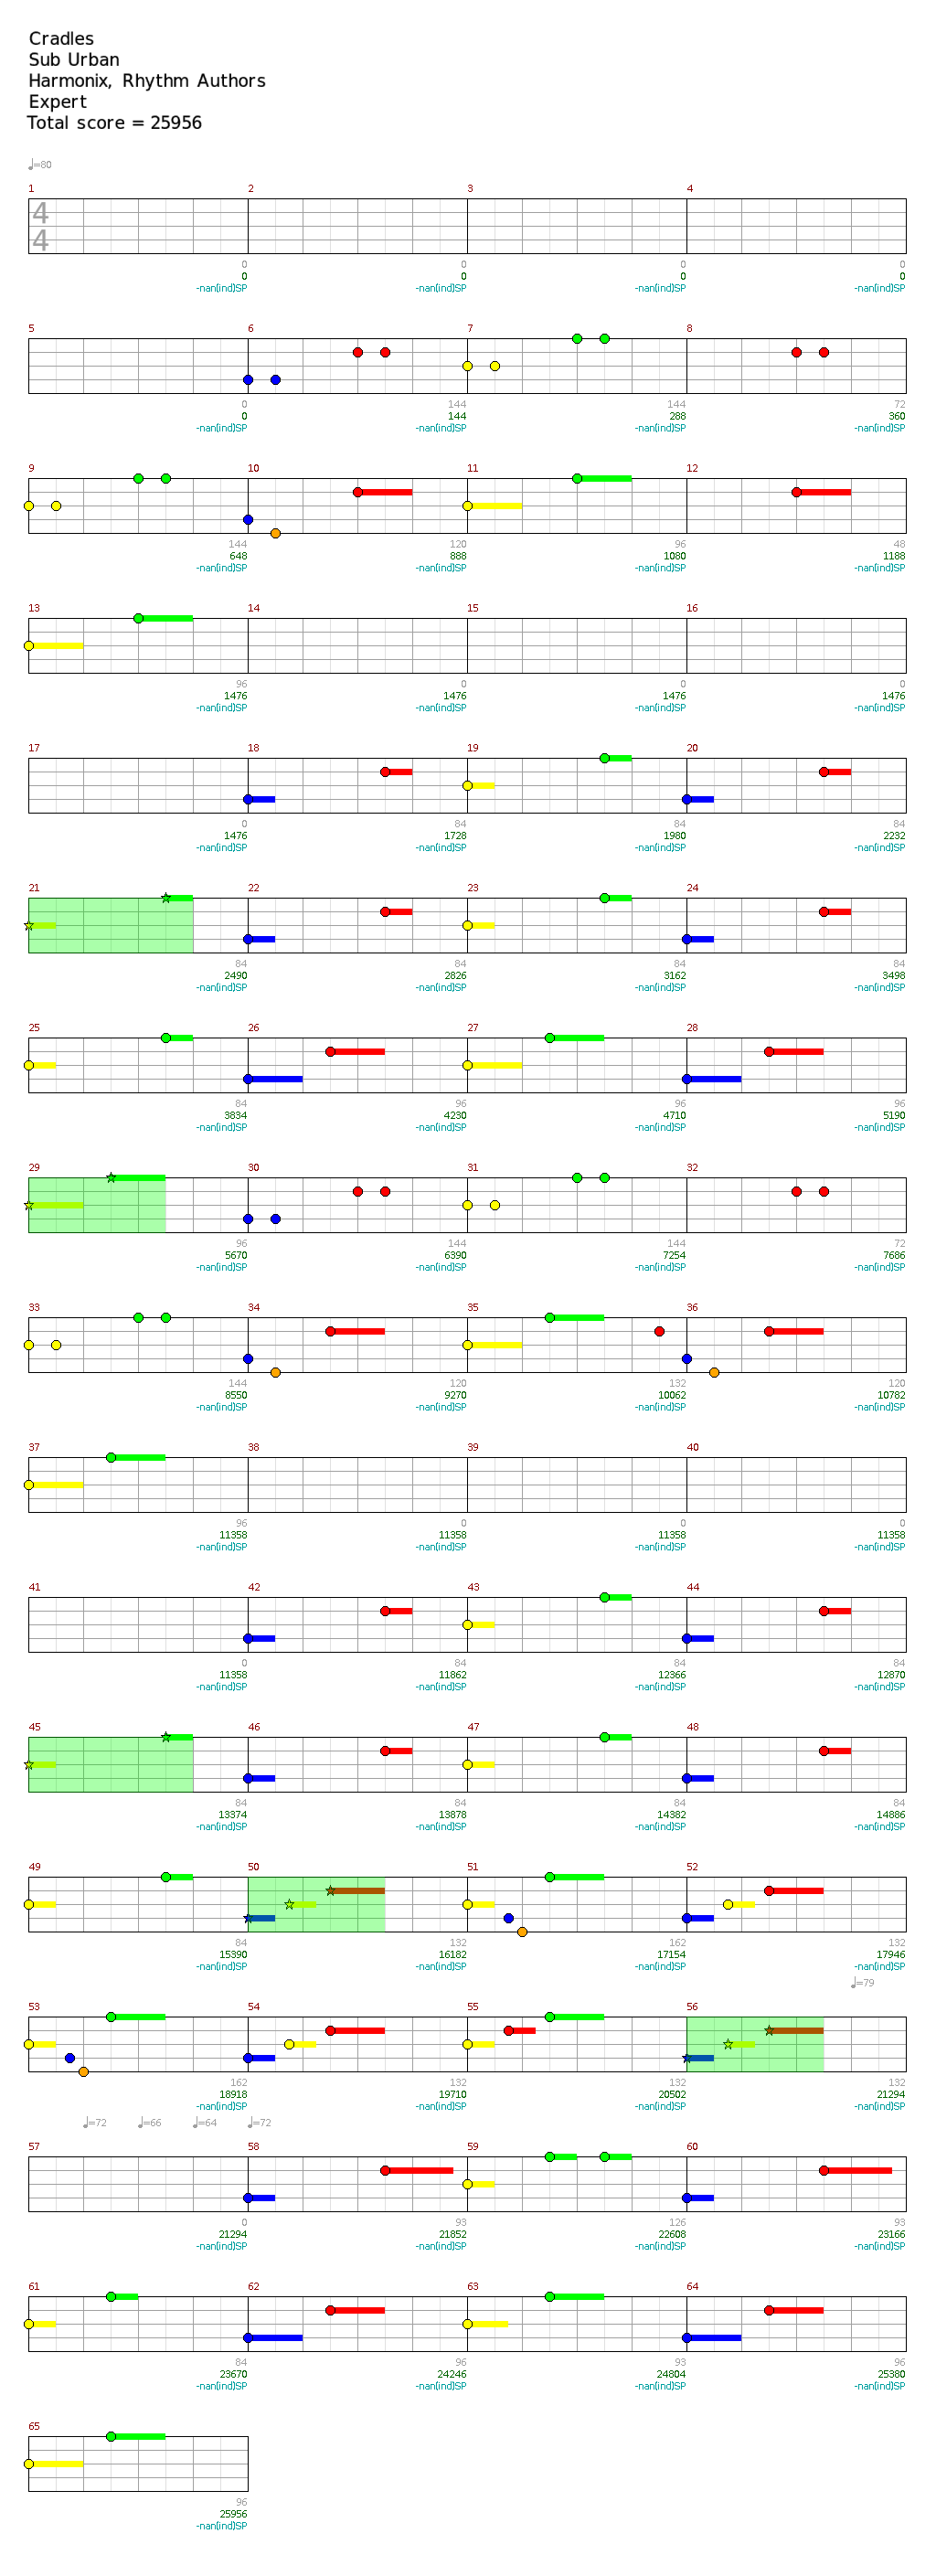 Cradles
Sub Urban
Harmonix, Rhythm Authors
Expert
Total score = 25956
♩=80
1 2 3 4
4
4
0 0 0 0
0 0 0 0
-nan(ind)SP -nan(ind)SP -nan(ind)SP -nan(ind)SP
5 6 7 8
0 144 144 72
0 144 288 360
-nan(ind)SP -nan(ind)SP -nan(ind)SP -nan(ind)SP
9 10 11 12
144 120 96 48
648 888 1080 1188
-nan(ind)SP -nan(ind)SP -nan(ind)SP -nan(ind)SP
13 14 15 16
96 0 0 0
1476 1476 1476 1476
-nan(ind)SP -nan(ind)SP -nan(ind)SP -nan(ind)SP
17 18 19 20
0 84 84 84
1476 1728 1980 2232
-nan(ind)SP -nan(ind)SP -nan(ind)SP -nan(ind)SP
21 22 23 24
84 84 84 84
2490 2826 3162 3498
-nan(ind)SP -nan(ind)SP -nan(ind)SP -nan(ind)SP
25 26 27 28
84 96 96 96
3834 4230 4710 5190
-nan(ind)SP -nan(ind)SP -nan(ind)SP -nan(ind)SP
29 30 31 32
96 144 144 72
5670 6390 7254 7686
-nan(ind)SP -nan(ind)SP -nan(ind)SP -nan(ind)SP
33 34 35 36
144 120 132 120
8550 9270 10062 10782
-nan(ind)SP -nan(ind)SP -nan(ind)SP -nan(ind)SP
37 38 39 40
96 0 0 0
11358 11358 11358 11358
-nan(ind)SP -nan(ind)SP -nan(ind)SP -nan(ind)SP
41 42 43 44
0 84 84 84
11358 11862 12366 12870
-nan(ind)SP -nan(ind)SP -nan(ind)SP -nan(ind)SP
45 46 47 48
84 84 84 84
13374 13878 14382 14886
-nan(ind)SP -nan(ind)SP -nan(ind)SP -nan(ind)SP
49 50 51 52
84 132 162 132
15390 16182 17154 17946
-nan(ind)SP -nan(ind)SP -nan(ind)SP -nan(ind)SP
♩=79
53 54 55 56
162 132 132 132
18918 19710 20502 21294
-nan(ind)SP -nan(ind)SP -nan(ind)SP -nan(ind)SP
♩=72 ♩=66 ♩=64 ♩=72
57 58 59 60
0 93 126 93
21294 21852 22608 23166
-nan(ind)SP -nan(ind)SP -nan(ind)SP -nan(ind)SP
61 62 63 64
84 96 93 96
23670 24246 24804 25380
-nan(ind)SP -nan(ind)SP -nan(ind)SP -nan(ind)SP
65
96
25956
-nan(ind)SP